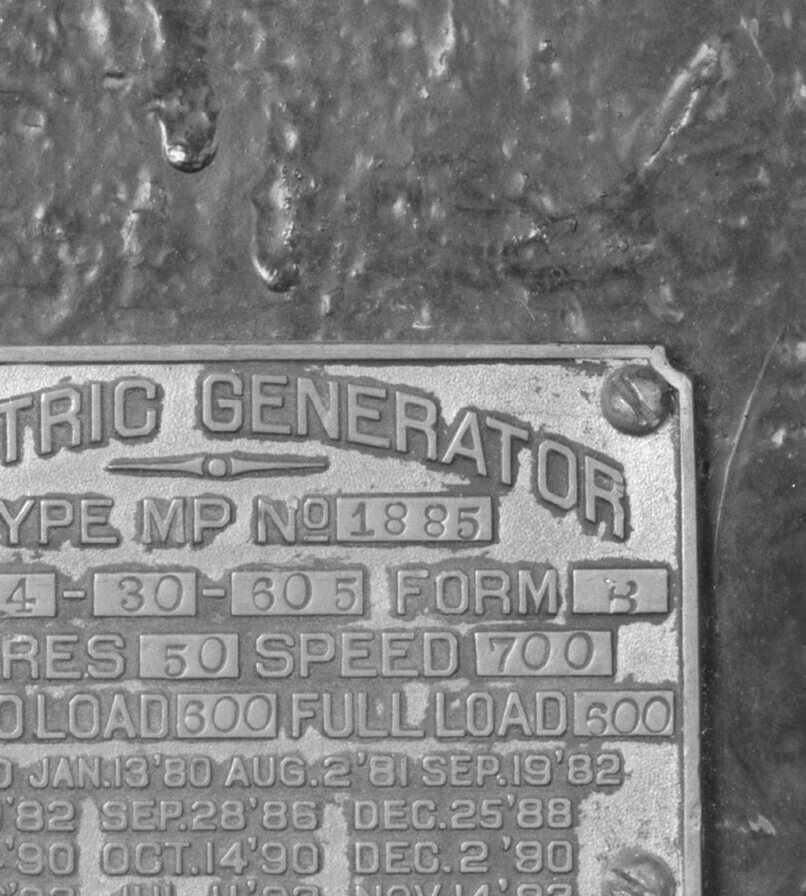 TRIC GENERATOR
YPE MP No 1885
4-30-605 FORM B
RES 50 SPEED 700
O LOAD 600 FULL LOAD 600
JAN.13'80 AUG.2'81 SEP.19'82
'82 SEP.28'86 DEC.25'88
'90 OCT.14'90 DEC.2'90